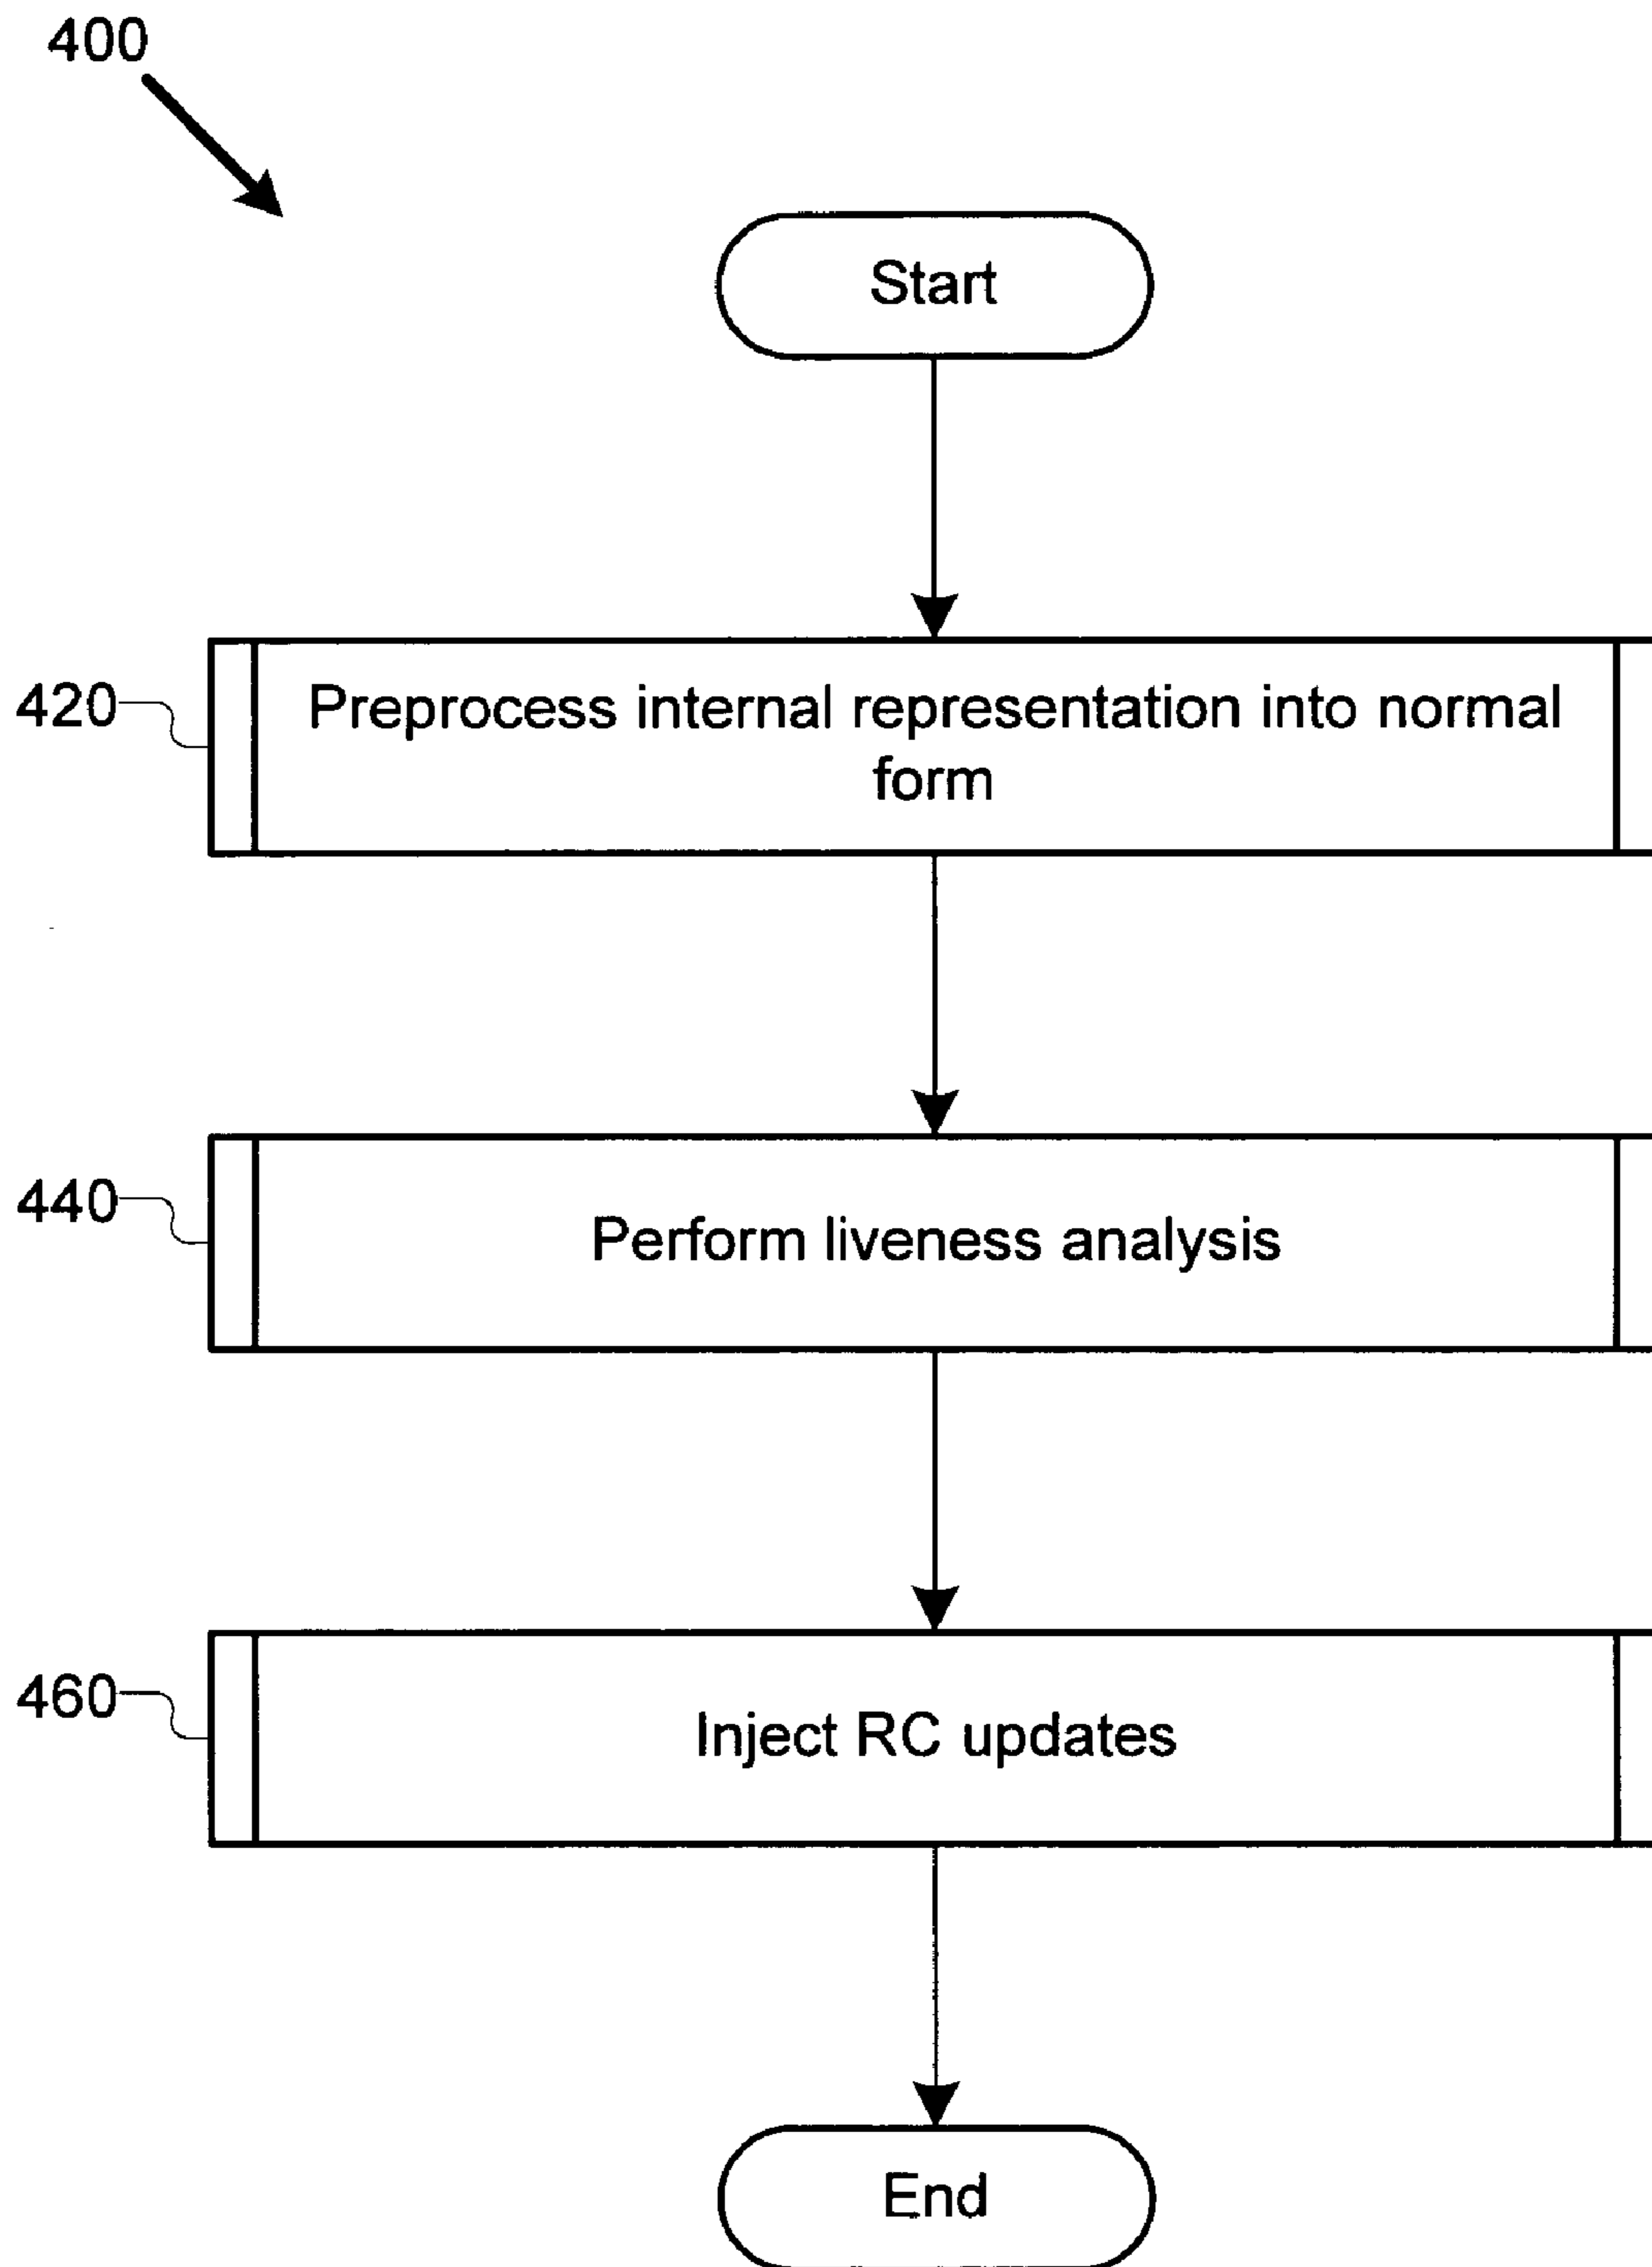 400
Start
420
Preprocess internal representation into normal
form
440
Perform liveness analysis
460
Inject RC updates
End